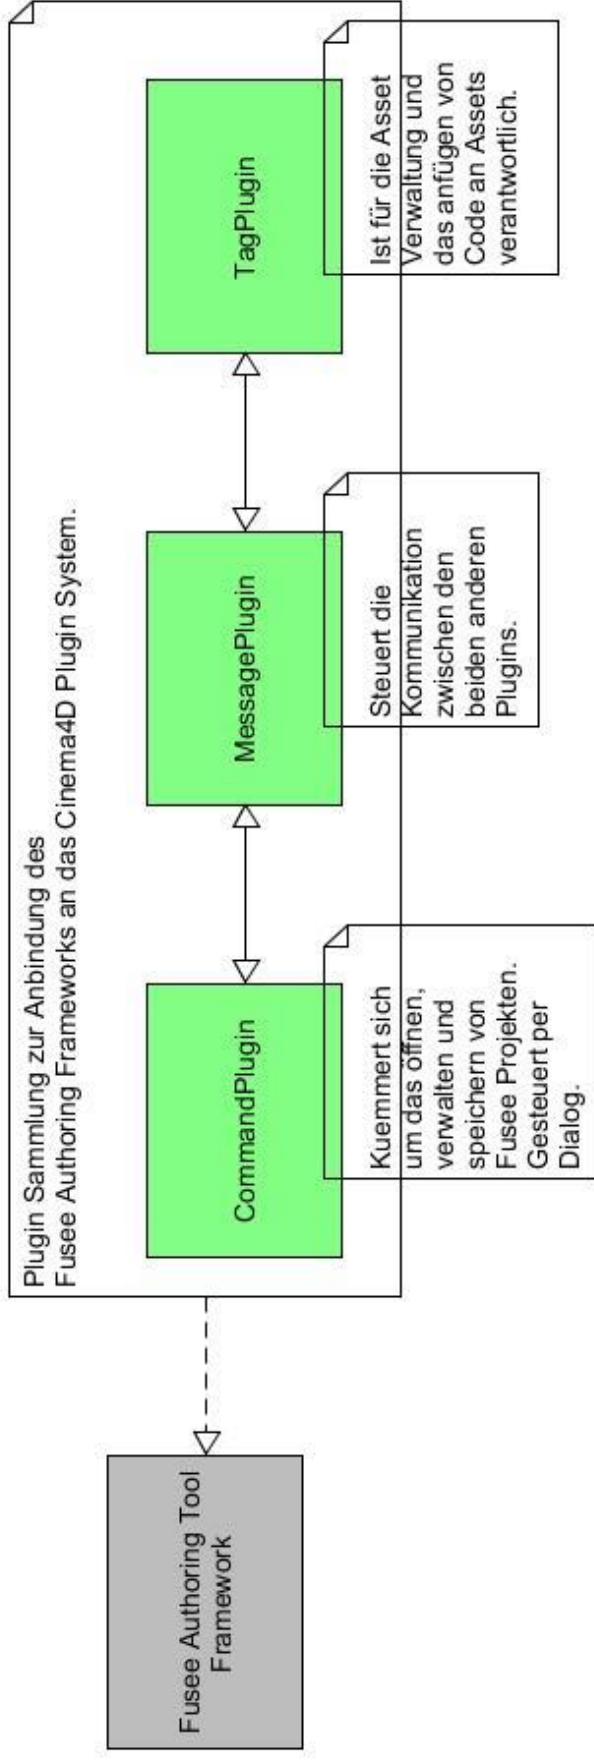 Plugin Sammlung zur Anbindung des
Fusee Authoring Frameworks an das Cinema4D Plugin System.
Fusee Authoring Tool
Framework
CommandPlugin
MessagePlugin
TagPlugin
Kuemmert sich
um das öffnen,
verwalten und
speichern von
Fusee Projekten.
Gesteuert per
Dialog.
Steuert die
Kommunikation
zwischen den
beiden anderen
Plugins.
Ist für die Asset
Verwaltung und
das anfügen von
Code an Assets
verantwortlich.